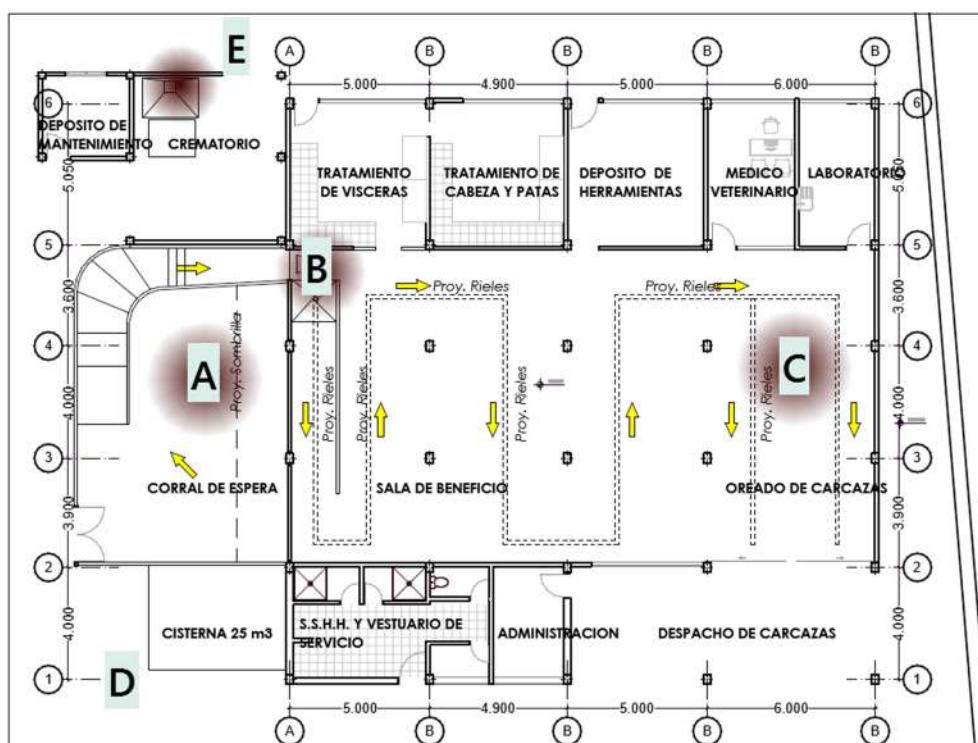 E
A
B
B
B
B
5.000
4.900
5.000
6.000
6
6
DEPOSITO DE
MANTENIMIENTO
CREMATORIO
TRATAMIENTO
DE VISCERAS
TRATAMIENTO DE
CABEZA Y PATAS
DEPOSITO DE
HERRAMIENTAS
MEDICO
VETERINARIO
LABORATORIO
5.050
5.050
5
5
B
Proy. Rieles
Proy. Rieles
3.600
3.600
4
4
A
Proy. Sombrilla
Proy. Rieles
Proy. Rieles
Proy. Rieles
C
Proy. Rieles
4.000
4.000
3
3
CORRAL DE ESPERA
SALA DE BENEFICIO
OREADO DE CARCAZAS
3.900
3.900
2
2
CISTERNA 25 m3
S.S.H.H. Y VESTUARIO DE
SERVICIO
ADMINISTRACION
DESPACHO DE CARCAZAS
4.000
4.000
D
1
1
5.000
4.900
5.000
6.000
A
B
B
B
B